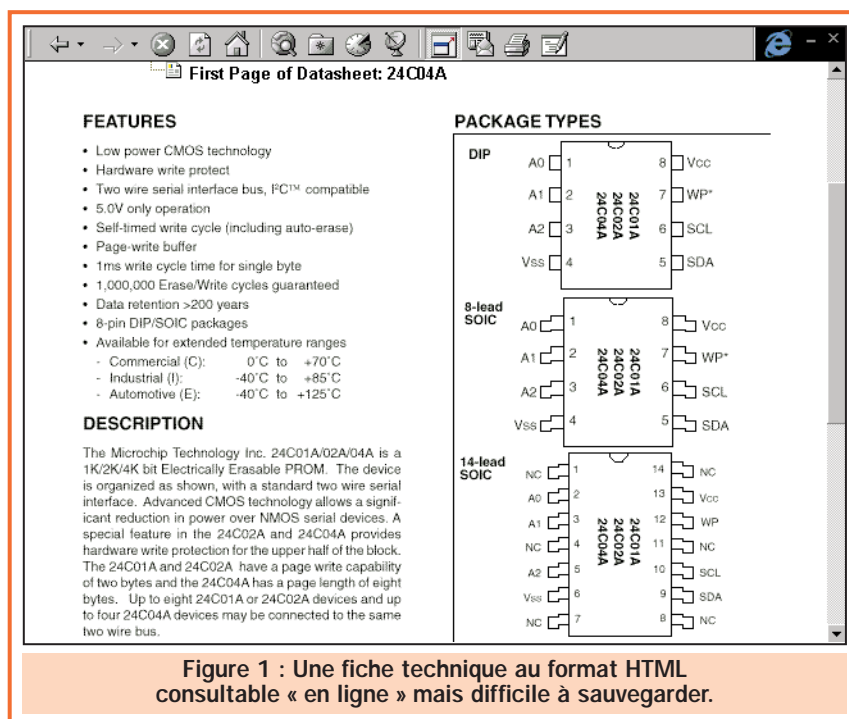 First Page of Datasheet: 24C04A
FEATURES
• Low power CMOS technology
• Hardware write protect
• Two wire serial interface bus, I²C™ compatible
• 5.0V only operation
• Self-timed write cycle (including auto-erase)
• Page-write buffer
• 1ms write cycle time for single byte
• 1,000,000 Erase/Write cycles guaranteed
• Data retention >200 years
• 8-pin DIP/SOIC packages
• Available for extended temperature ranges
- Commercial (C): 0˚C to +70˚C
- Industrial (I): -40˚C to +85˚C
- Automotive (E): -40˚C to +125˚C
DESCRIPTION
The Microchip Technology Inc. 24C01A/02A/04A is a
1K/2K/4K bit Electrically Erasable PROM. The device
is organized as shown, with a standard two wire serial
interface. Advanced CMOS technology allows a signif-
icant reduction in power over NMOS serial devices. A
special feature in the 24C02A and 24C04A provides
hardware write protection for the upper half of the block.
The 24C01A and 24C02A have a page write capability
of two bytes and the 24C04A has a page length of eight
bytes. Up to eight 24C01A or 24C02A devices and up
to four 24C04A devices may be connected to the same
two wire bus.
PACKAGE TYPES
DIP
A0 1 8 Vcc
A1 2 7 WP*
A2 3 6 SCL
Vss 4 5 SDA
24C01A
24C02A
24C04A
8-lead
SOIC
A0 1 8 Vcc
A1 2 7 WP*
A2 3 6 SCL
Vss 4 5 SDA
24C01A
24C02A
24C04A
14-lead
SOIC
NC 1 14 NC
A0 2 13 Vcc
A1 3 12 WP
NC 4 11 NC
A2 5 10 SCL
Vss 6 9 SDA
NC 7 8 NC
24C01A
24C02A
24C04A
Figure 1 : Une fiche technique au format HTML
consultable « en ligne » mais difficile à sauvegarder.